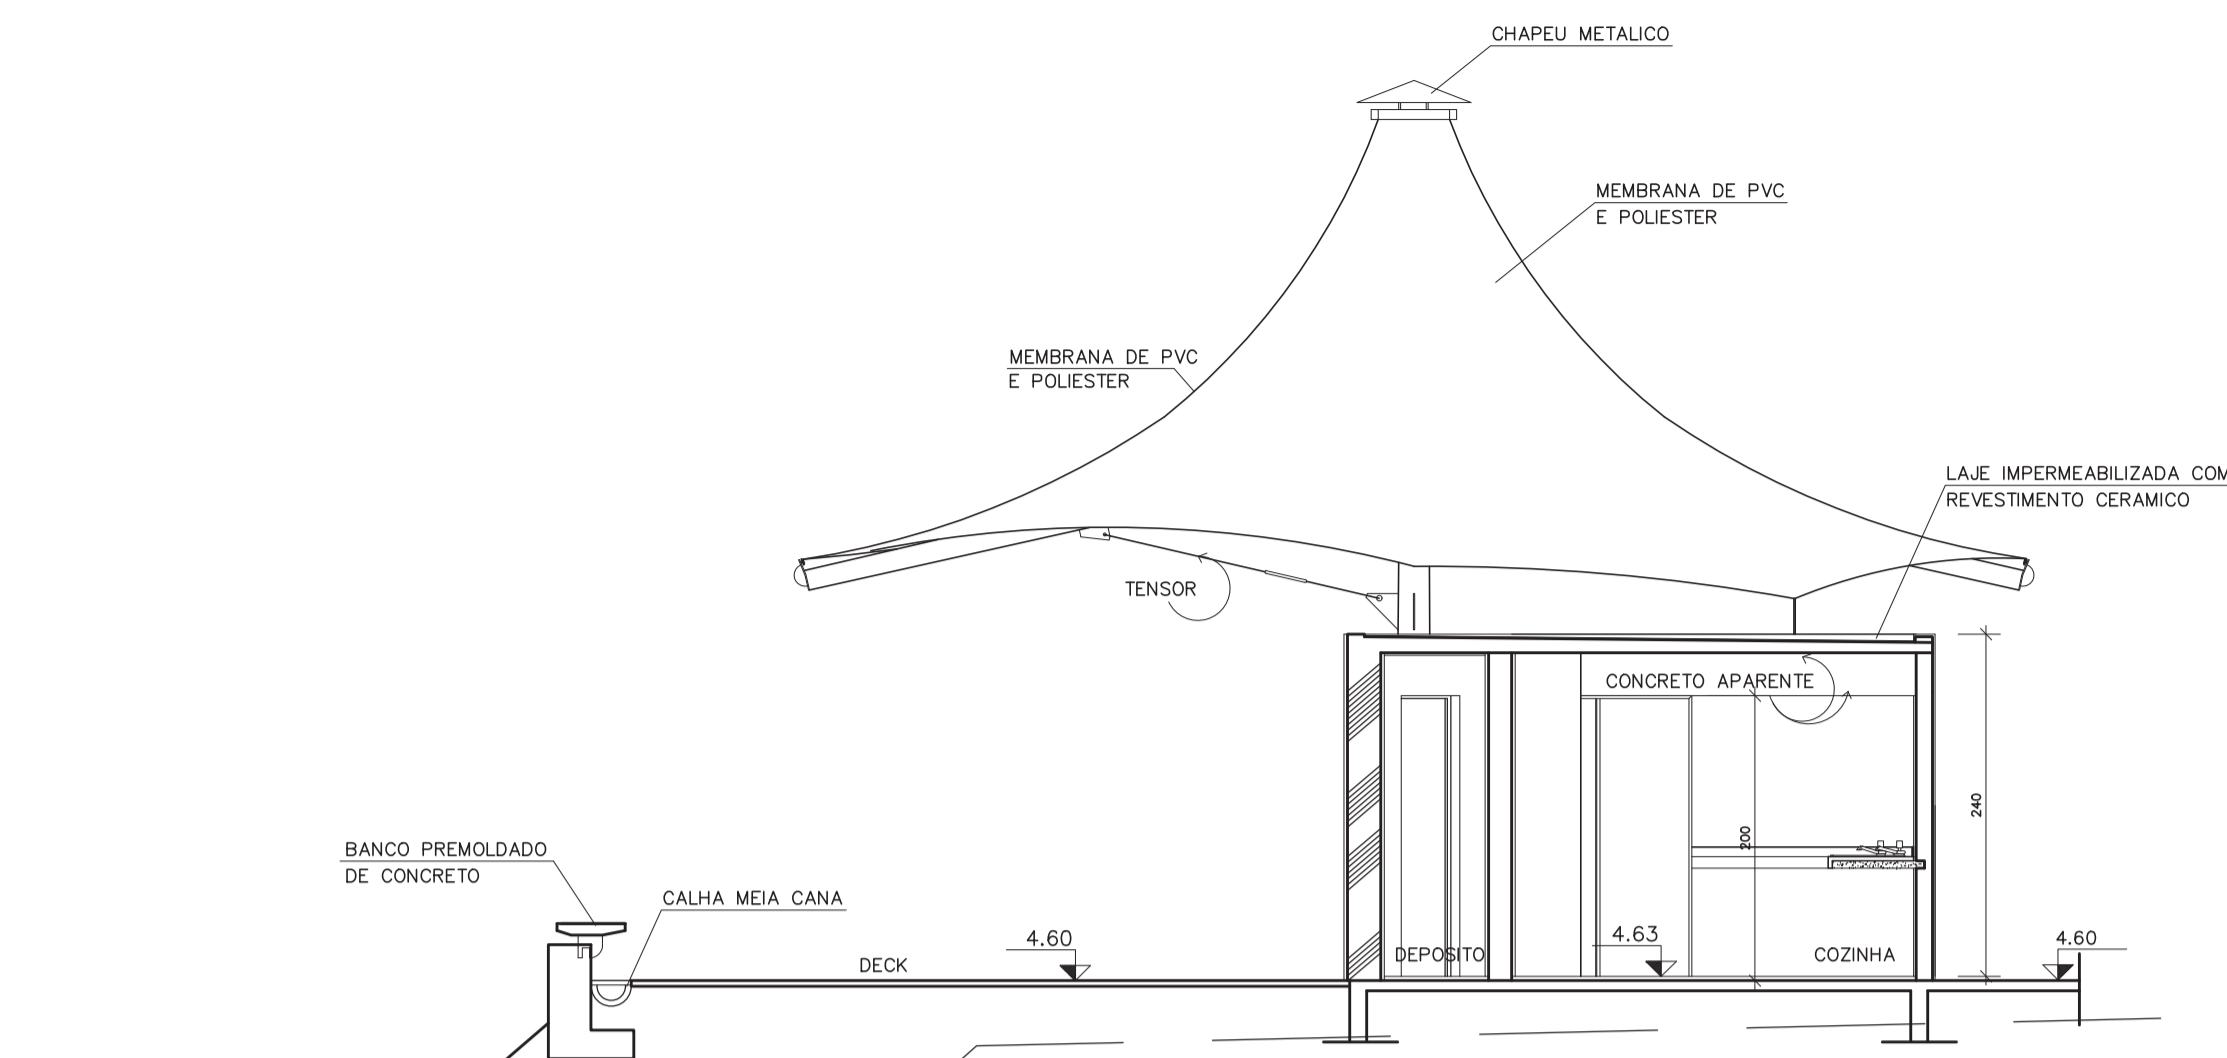 CHAPEU METALICO
MEMBRANA DE PVC
E POLIESTER
MEMBRANA DE PVC
E POLIESTER
LAJE IMPERMEABILIZADA COM
REVESTIMENTO CERAMICO
TENSOR
CONCRETO APARENTE
240
200
BANCO PREMOLDADO
DE CONCRETO
CALHA MEIA CANA
DECK
4.60
DEPOSITO
4.63
COZINHA
4.60